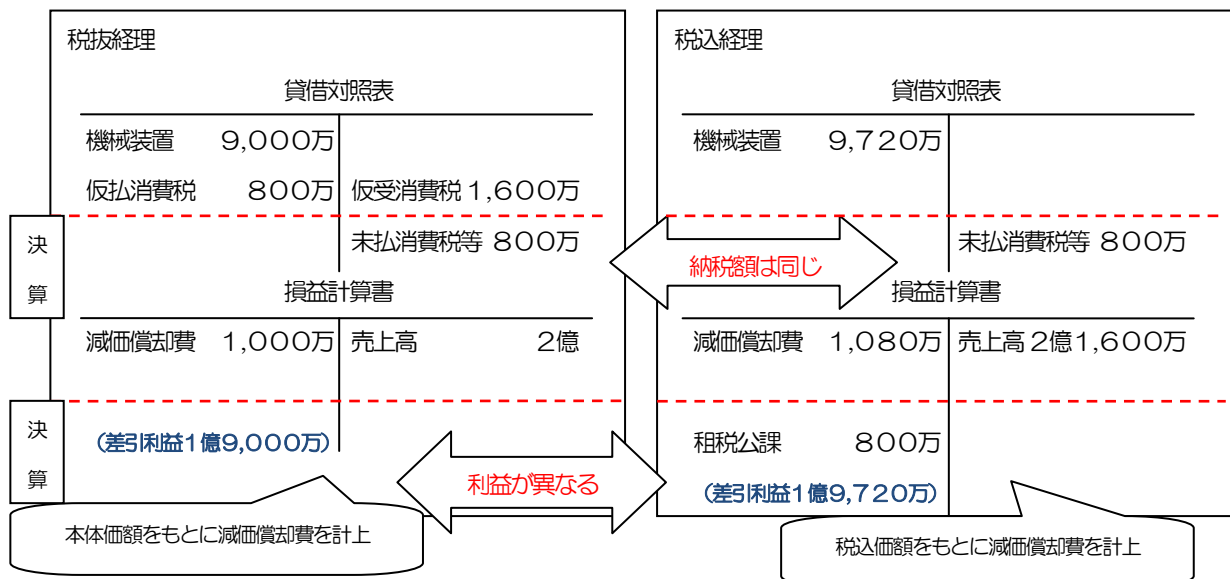 税抜経理
貸借対照表
機械装置 9,000万
仮払消費税 800万 仮受消費税 1,600万
決算
未払消費税等 800万
損益計算書
減価償却費 1,000万 売上高 2億
決算
（差引利益1億9,000万）
本体価額をもとに減価償却費を計上
納税額は同じ
利益が異なる
税込経理
貸借対照表
機械装置 9,720万
未払消費税等 800万
損益計算書
減価償却費 1,080万 売上高 2億1,600万
租税公課 800万
（差引利益1億9,720万）
税込価額をもとに減価償却費を計上